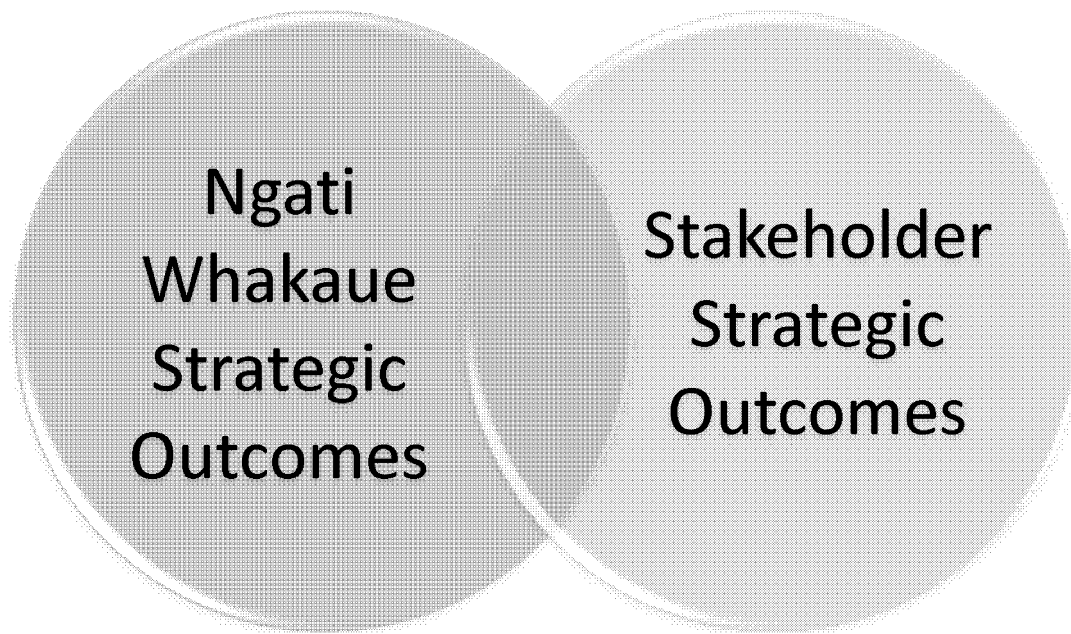 Ngati
Whakaue
Strategic
Outcomes
Stakeholder
Strategic
Outcomes